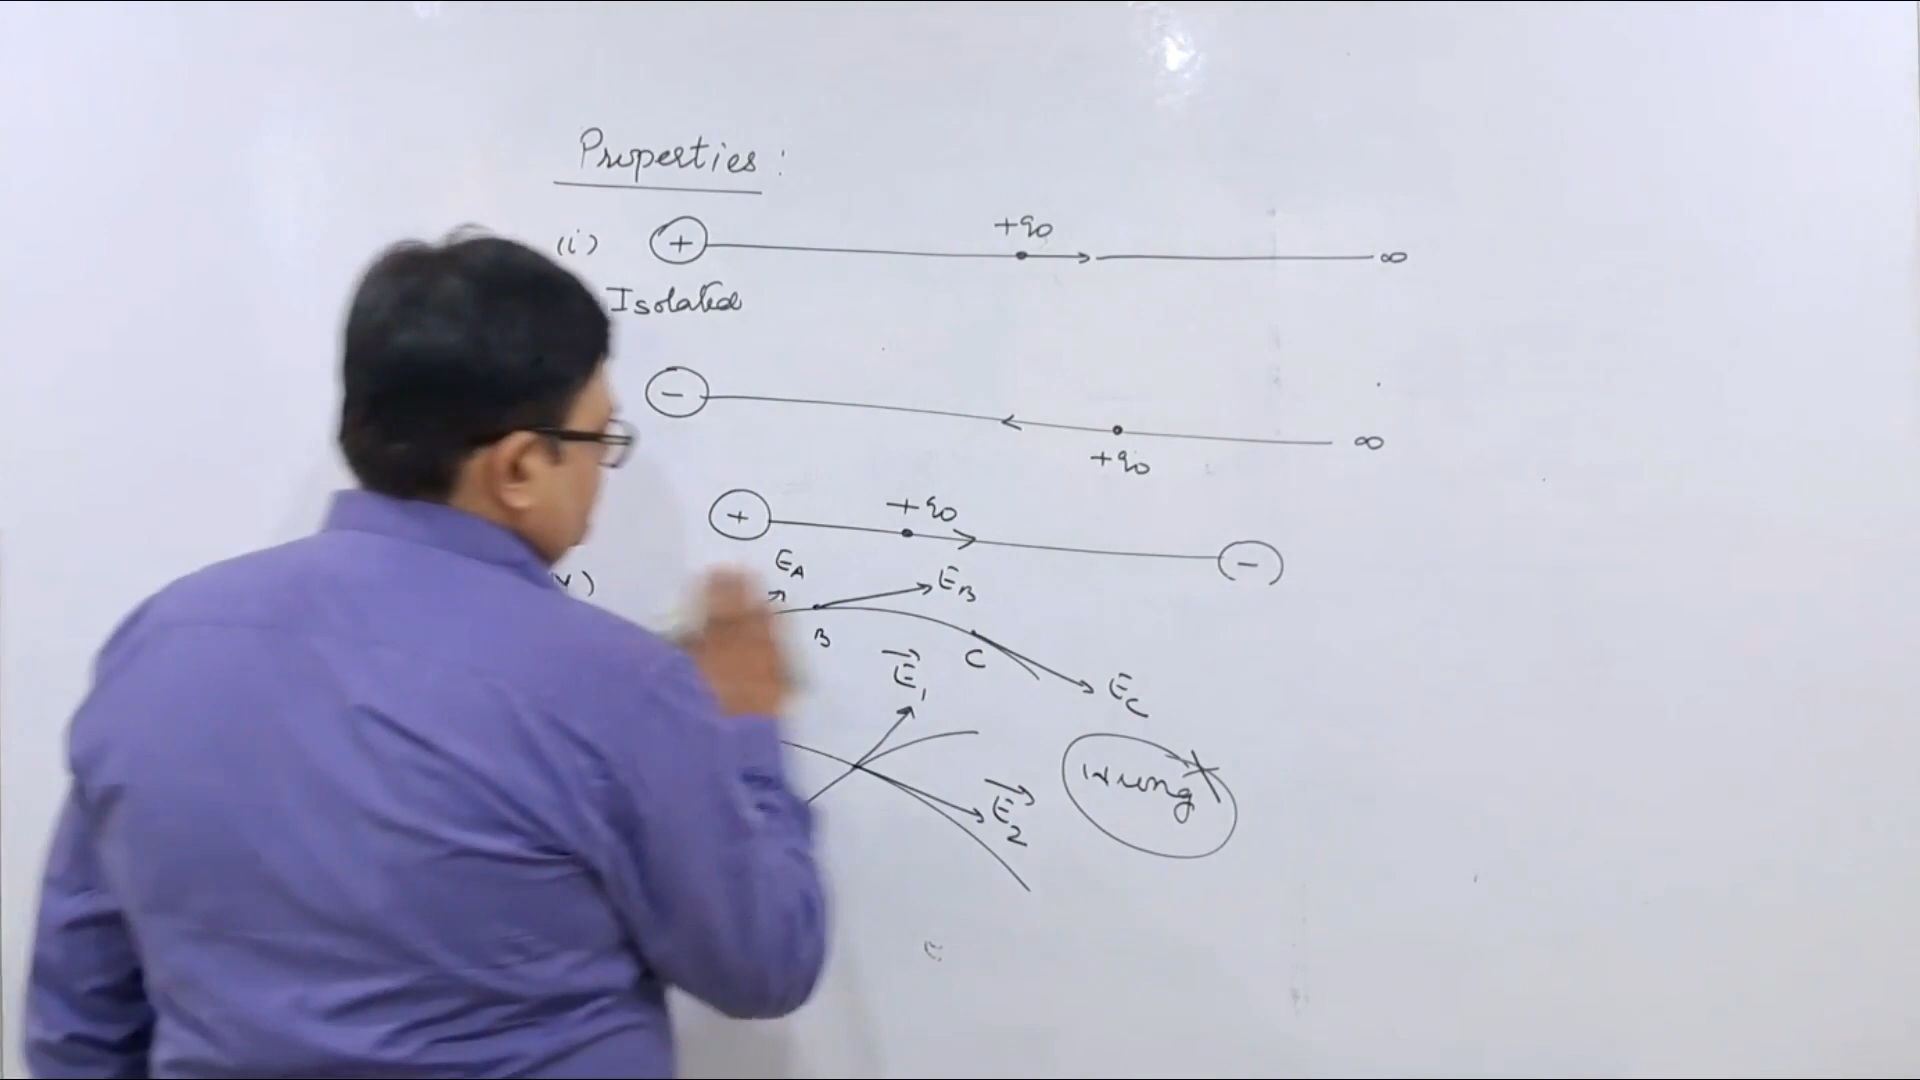 Properties :
(i) + +q0 ∞
Isolated
- ∞
+q0
+ +q0 -
EA
EB
B
C
EC
E1
E2
wrong